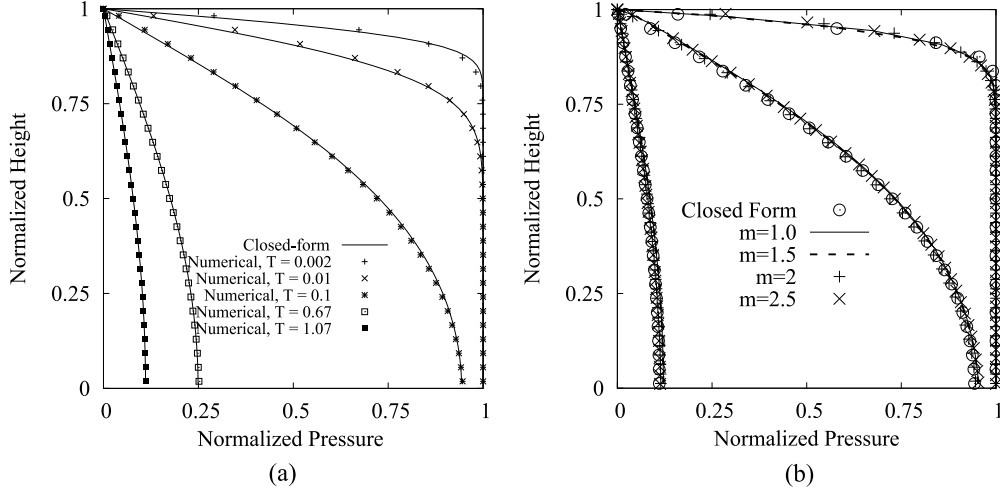 1
0.75
0.5
0.25
0
Normalized Height
Closed-form
Numerical, T = 0.002
Numerical, T = 0.01
Numerical, T = 0.1
Numerical, T = 0.67
Numerical, T = 1.07
0 0.25 0.5 0.75 1
Normalized Pressure
(a)
1
0.75
0.5
0.25
0
Normalized Height
Closed Form
m=1.0
m=1.5
m=2
m=2.5
0 0.25 0.5 0.75 1
Normalized Pressure
(b)